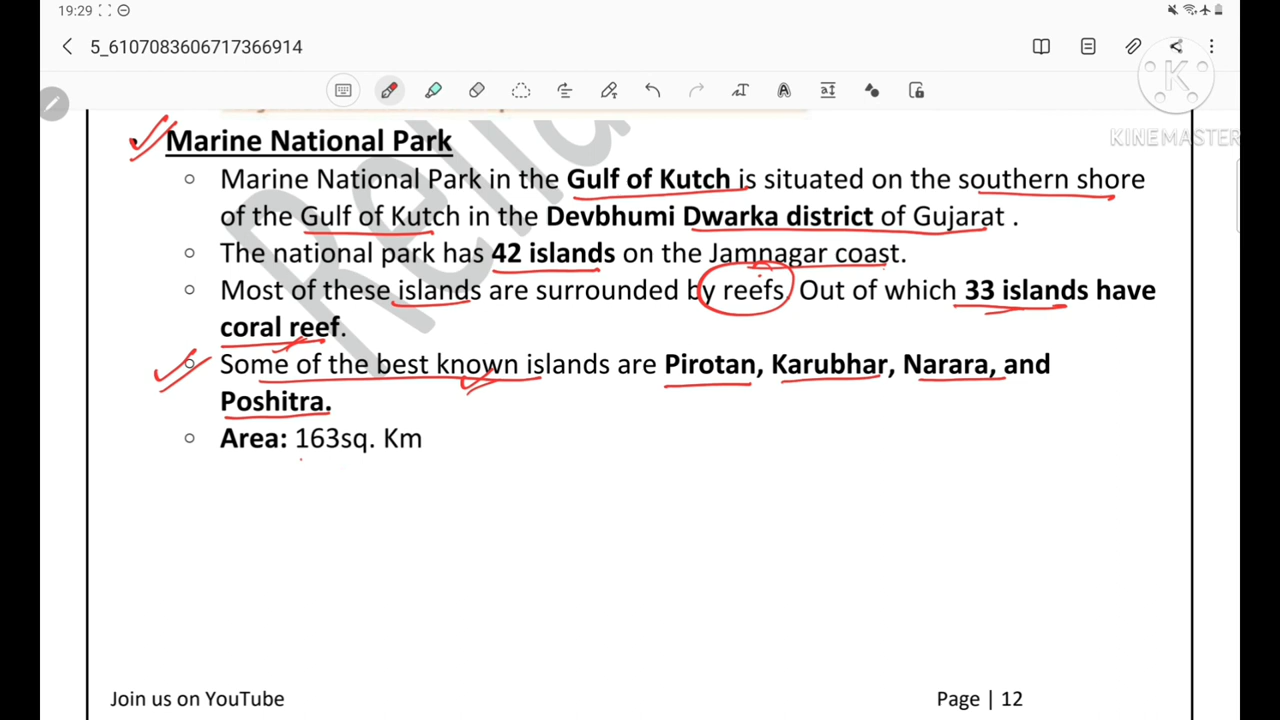 19:29
5_6107083606717366914
K
KINEMASTER
Marine National Park
Marine National Park in the Gulf of Kutch is situated on the southern shore
of the Gulf of Kutch in the Devbhumi Dwarka district of Gujarat .
The national park has 42 islands on the Jamnagar coast.
Most of these islands are surrounded by reefs. Out of which 33 islands have
coral reef.
Some of the best known islands are Pirotan, Karubhar, Narara, and
Poshitra.
Area: 163sq. Km
Join us on YouTube
Page | 12